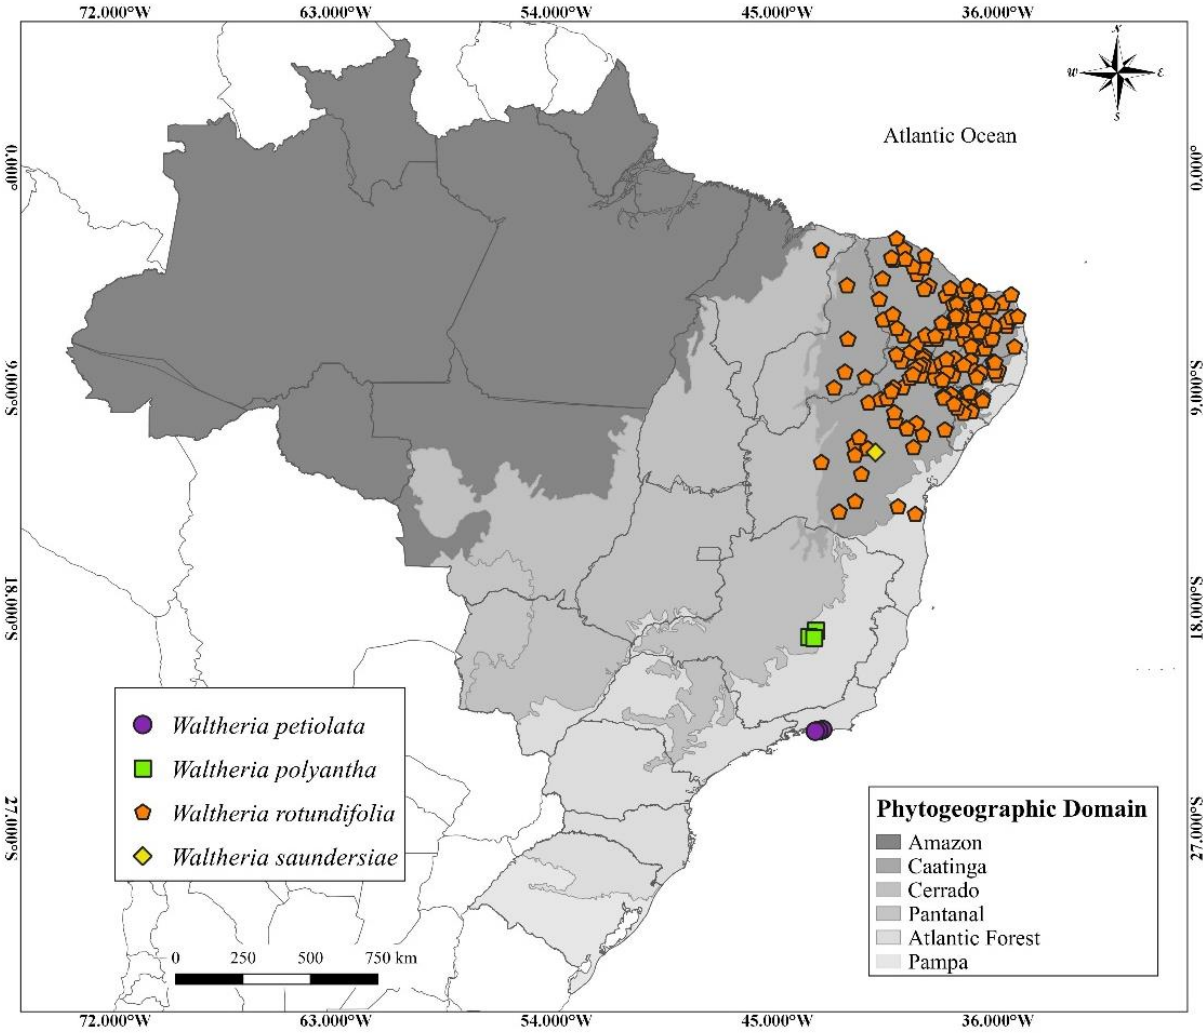 72.000°W 63.000°W 54.000°W 45.000°W 36.000°W
N
W E
S
Atlantic Ocean
0.000° 0.000°
9.000°S 9.000°S
18.000°S 18.000°S
27.000°S 27.000°S
Waltheria petiolata
Waltheria polyantha
Waltheria rotundifolia
Waltheria saundersiae
Phytogeographic Domain
Amazon
Caatinga
Cerrado
Pantanal
Atlantic Forest
Pampa
0 250 500 750 km
72.000°W 63.000°W 54.000°W 45.000°W 36.000°W